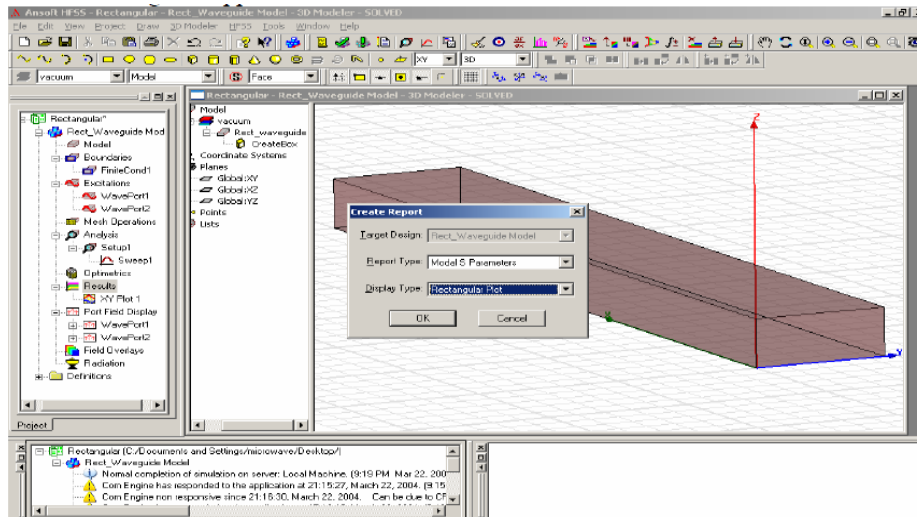 Ansoft HFSS - Rectangular - Rect_Waveguide Model - 3D Modeler - SOLVED
File Edit View Project Draw 3D Modeler HFSS Tools Window Help
XY
3D
vacuum
Model
Face
Rectangular*
Rect_Waveguide Mod
Model
Boundaries
FiniteCond1
Excitations
WavePort1
WavePort2
Mesh Operations
Analysis
Setup1
Sweep1
Optimetrics
Results
XY Plot 1
Port Field Display
WavePort1
WavePort2
Field Overlays
Radiation
Definitions
Project
Rectangular - Rect_Waveguide Model - 3D Modeler - SOLVED
Model
vacuum
Rect_waveguide
CreateBox
Coordinate Systems
Planes
Global:XY
Global:XZ
Global:YZ
Points
Lists
Z
Y
Create Report
Target Design: Rect_Waveguide Model
Report Type: Modal S Parameters
Display Type: Rectangular Plot
OK
Cancel
Rectangular (C:/Documents and Settings/microwave/Desktop/)
Rect_Waveguide Model
Normal completion of simulation on server: Local Machine. (9:19 PM Mar 22, 200
Com Engine has responded to the application at 21:15:27, March 22, 2004. (9:15
Com Engine non responsive since 21:15:30, March 22, 2004. Can be due to CP